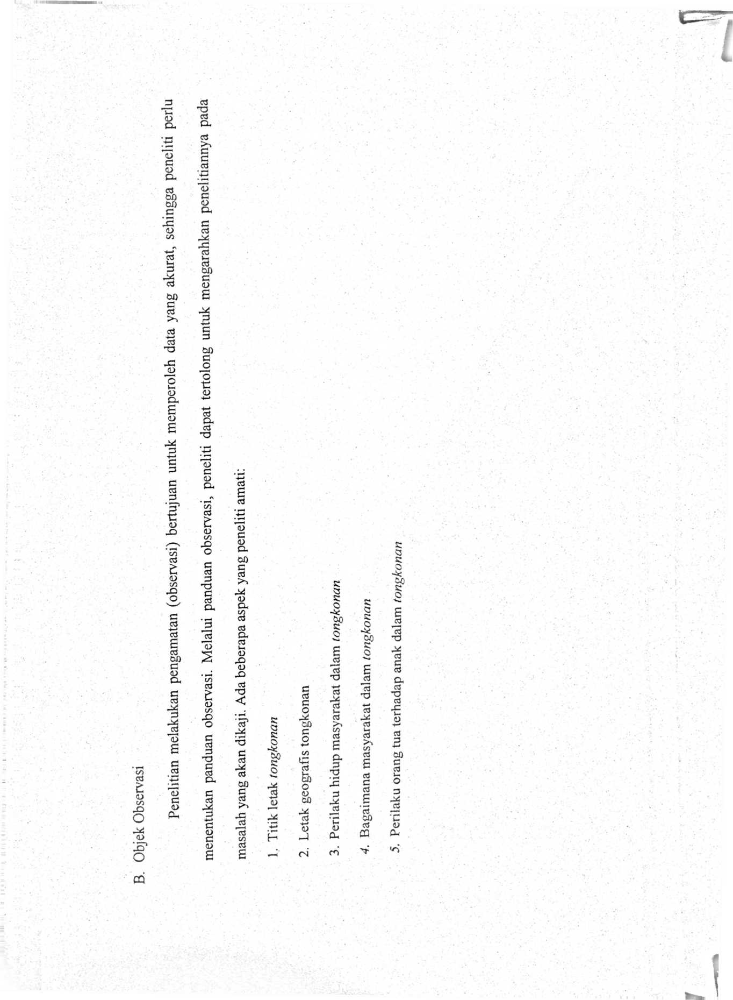 B. Objek Observasi
Penelitian melakukan pengamatan (observasi) bertujuan untuk memperoleh data yang akurat, sehingga peneliti perlu
menentukan panduan observasi. Melalui panduan observasi, peneliti dapat tertolong untuk mengarahkan penelitiannya pada
masalah yang akan dikaji. Ada beberapa aspek yang peneliti amati:
1. Titik letak tongkonan
2. Letak geografis tongkonan
3. Perilaku hidup masyarakat dalam tongkonan
4. Bagaimana masyarakat dalam tongkonan
5. Perilaku orang tua terhadap anak dalam tongkonan